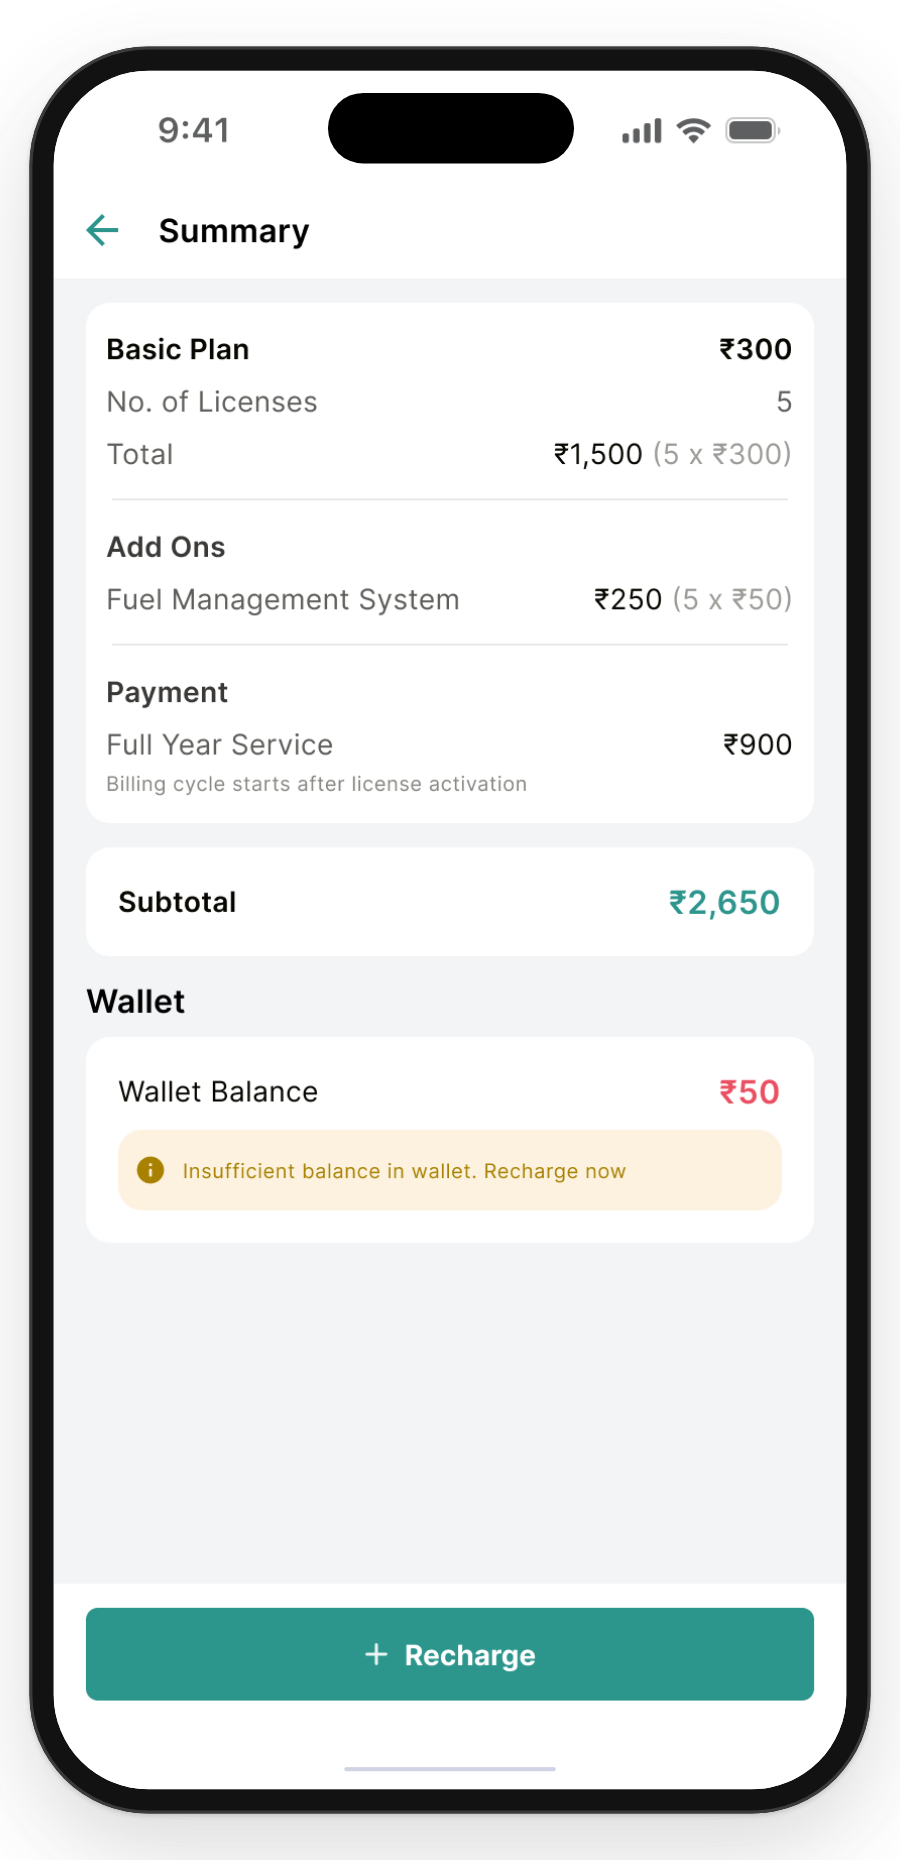 9:41
Summary
Basic Plan ₹300
No. of Licenses 5
Total ₹1,500 (5 x ₹300)
Add Ons
Fuel Management System ₹250 (5 x ₹50)
Payment
Full Year Service ₹900
Billing cycle starts after license activation
Subtotal ₹2,650
Wallet
Wallet Balance ₹50
Insufficient balance in wallet. Recharge now
+ Recharge